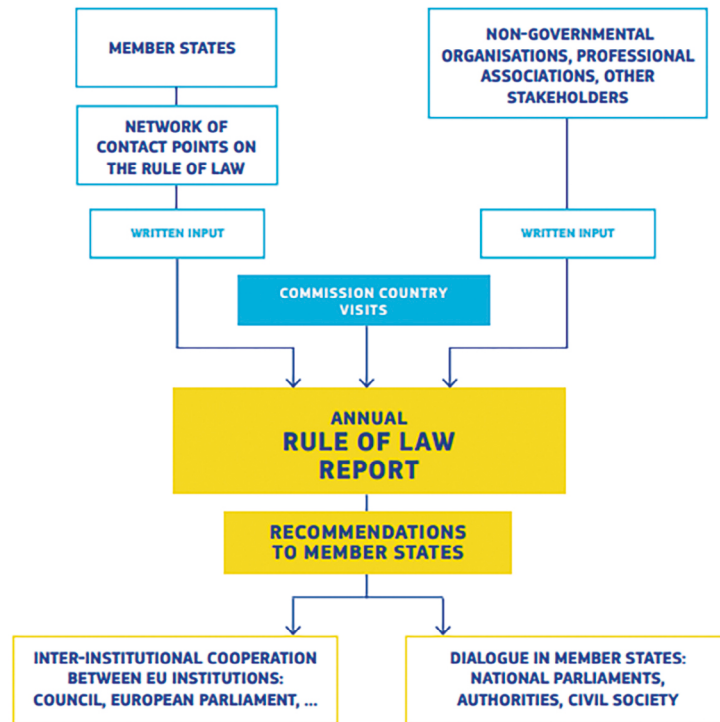 MEMBER STATES
NETWORK OF
CONTACT POINTS ON
THE RULE OF LAW
WRITTEN INPUT
NON-GOVERNMENTAL
ORGANISATIONS, PROFESSIONAL
ASSOCIATIONS, OTHER
STAKEHOLDERS
WRITTEN INPUT
COMMISSION COUNTRY
VISITS
ANNUAL
RULE OF LAW
REPORT
RECOMMENDATIONS
TO MEMBER STATES
INTER-INSTITUTIONAL COOPERATION
BETWEEN EU INSTITUTIONS:
COUNCIL, EUROPEAN PARLIAMENT, ...
DIALOGUE IN MEMBER STATES:
NATIONAL PARLIAMENTS,
AUTHORITIES, CIVIL SOCIETY